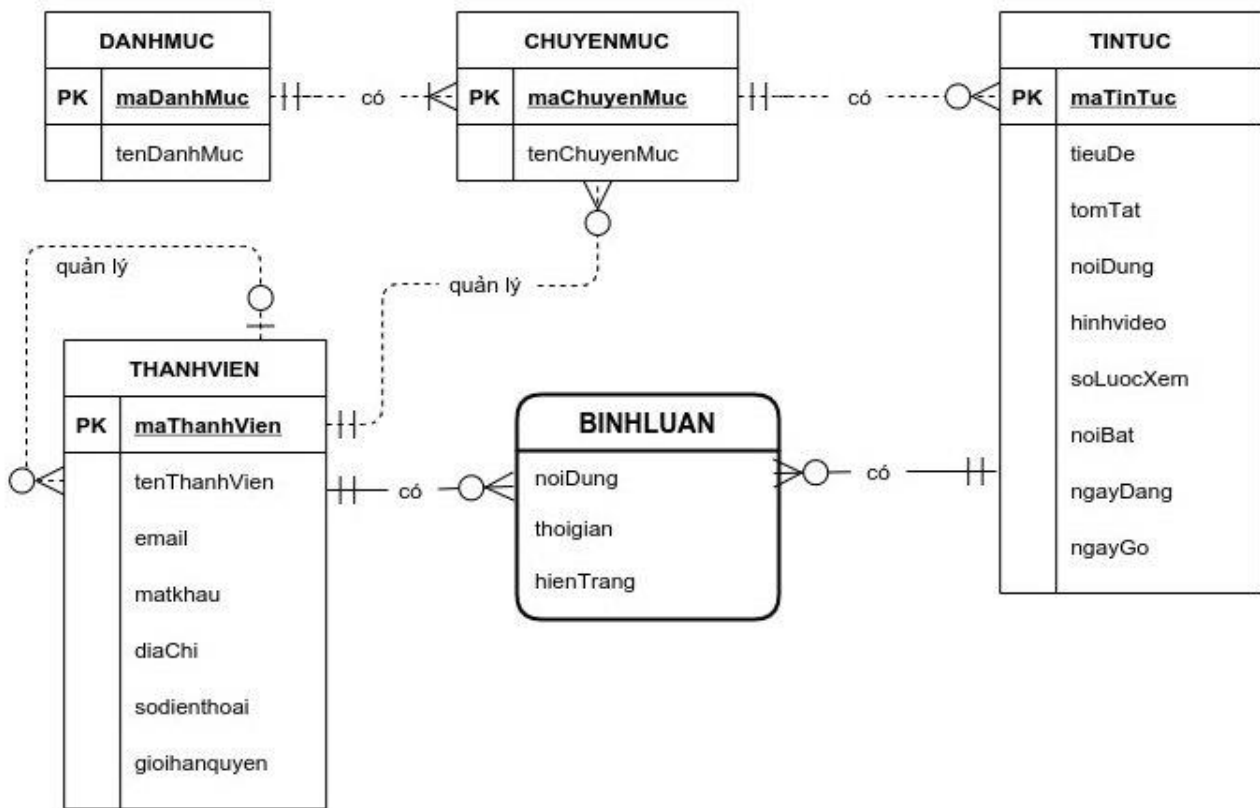 DANHMUC
PK maDanhMuc
tenDanhMuc
có
CHUYENMUC
PK maChuyenMuc
tenChuyenMuc
có
TINTUC
PK maTinTuc
tieuDe
tomTat
noiDung
hinhvideo
soLuocXem
noiBat
ngayDang
ngayGo
quản lý
quản lý
THANHVIEN
PK maThanhVien
tenThanhVien
email
matkhau
diaChi
sodienthoai
gioihanquyen
có
BINHLUAN
noiDung
thoigian
hienTrang
có